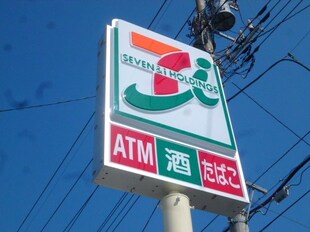 SEVEN & i HOLDINGS
ATM 酒 たばこ